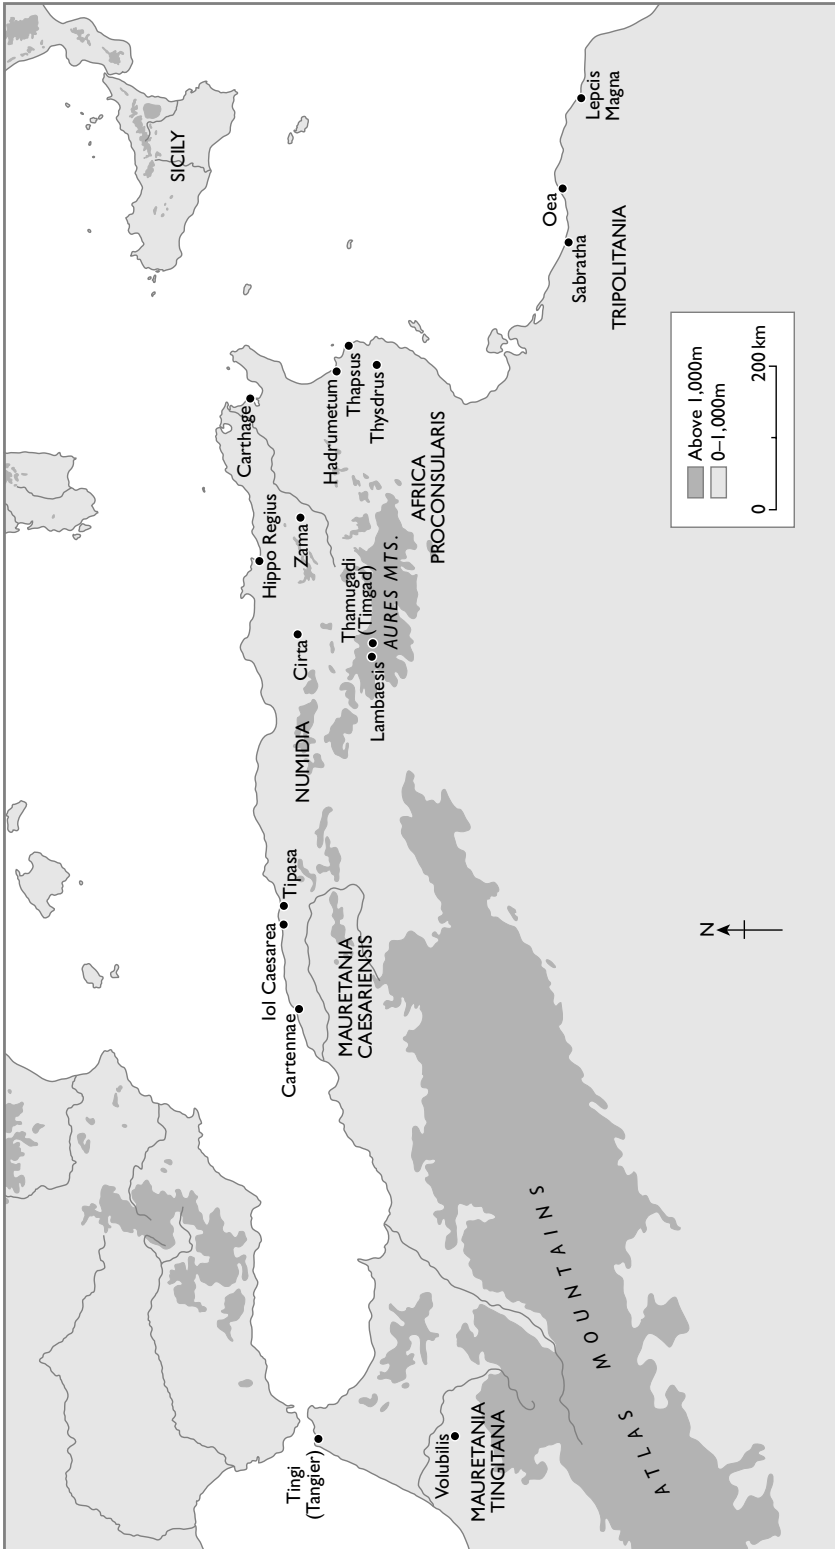 SICILY
Lepcis
Magna
Oea
Sabratha
TRIPOLITANIA
Carthage
Hadrumetum
Thapsus
Thysdrus
AFRICA
PROCONSULARIS
Hippo Regius
Zama
Thamugadi
(Timgad)
AURES MTS.
Cirta
Lambaesis
NUMIDIA
Tipasa
Iol Caesarea
Cartennae
MAURETANIA
CAESARIENSIS
Tingi
(Tangier)
Volubilis
MAURETANIA
TINGITANA
ATLAS MOUNTAINS
N
Above 1,000m
0–1,000m
0 200 km